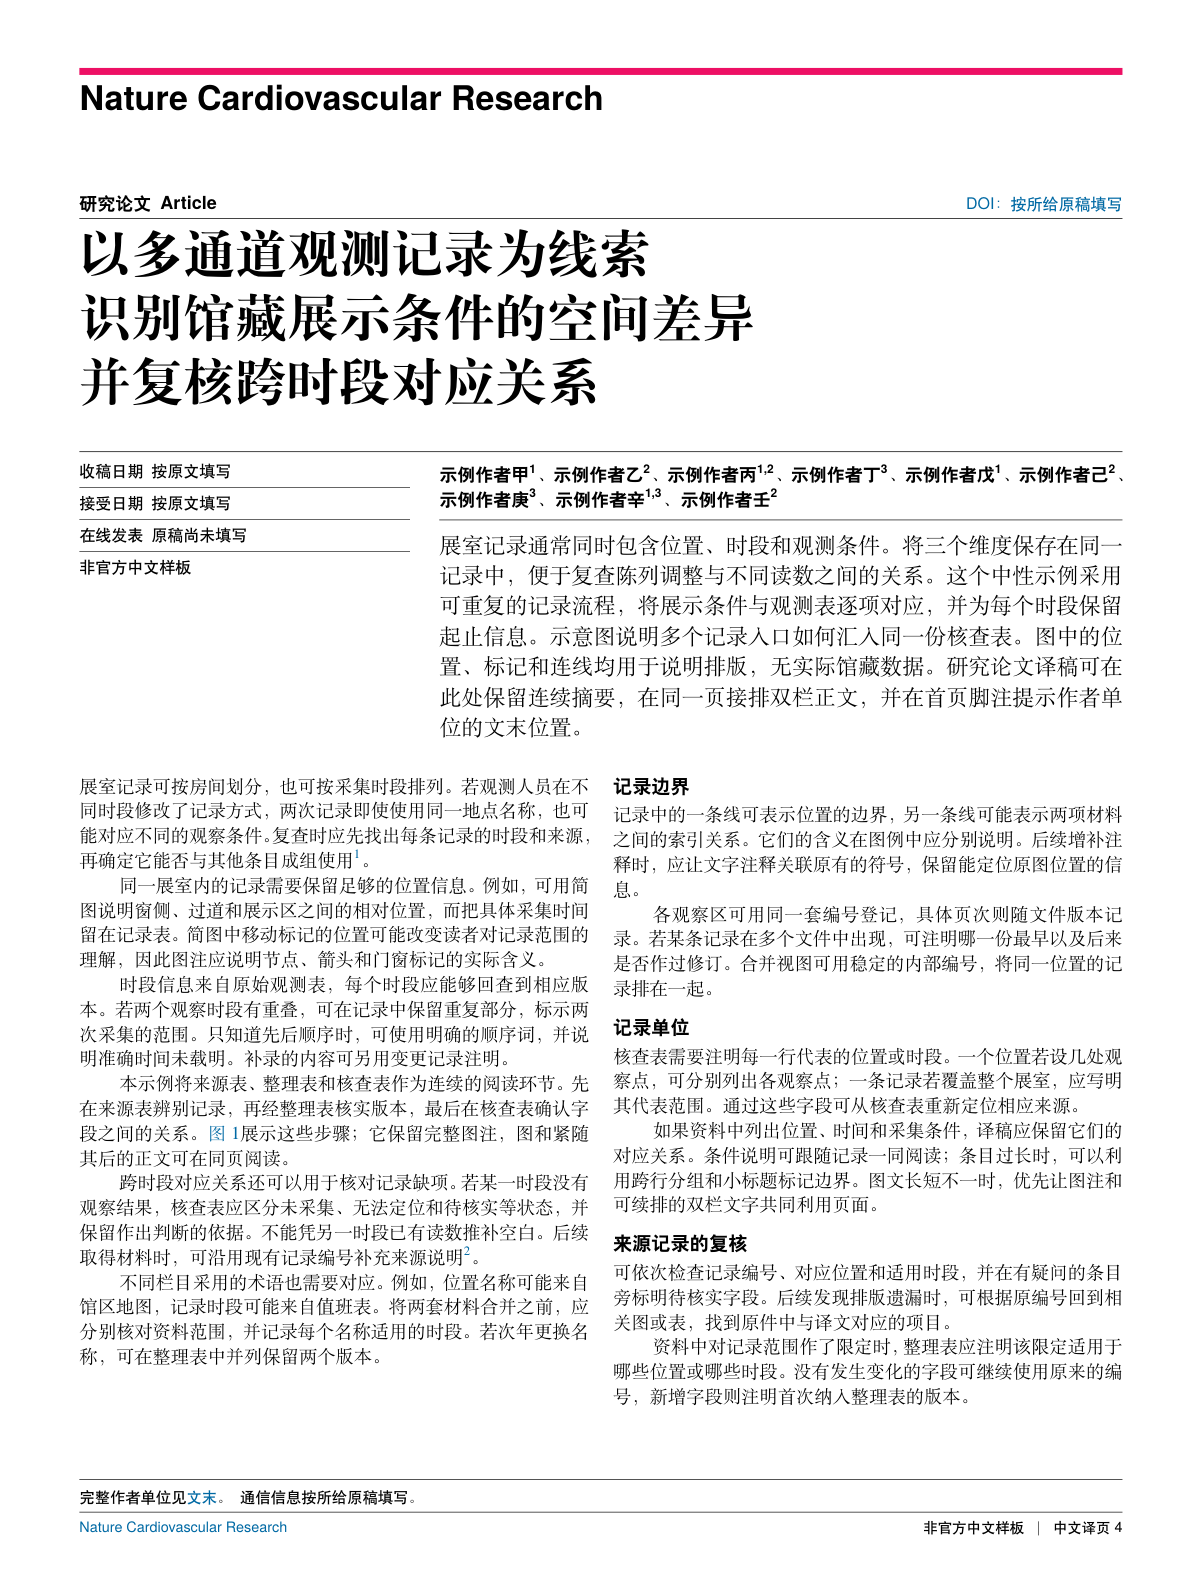 Nature Cardiovascular Research
研究论文 Article
DOI：按所给原稿填写
以多通道观测记录为线索
识别馆藏展示条件的空间差异
并复核跨时段对应关系
收稿日期 按原文填写
接受日期 按原文填写
在线发表 原稿尚未填写
非官方中文样板
示例作者甲1、示例作者乙2、示例作者丙1,2、示例作者丁3、示例作者戊1、示例作者己2、
示例作者庚3、示例作者辛1,3、示例作者壬2
展室记录通常同时包含位置、时段和观测条件。将三个维度保存在同一
记录中，便于复查陈列调整与不同读数之间的关系。这个中性示例采用
可重复的记录流程，将展示条件与观测表逐项对应，并为每个时段保留
起止信息。示意图说明多个记录入口如何汇入同一份核查表。图中的位
置、标记和连线均用于说明排版，无实际馆藏数据。研究论文译稿可在
此处保留连续摘要，在同一页接排双栏正文，并在首页脚注提示作者单
位的文末位置。
展室记录可按房间划分，也可按采集时段排列。若观测人员在不
同时段修改了记录方式，两次记录即使使用同一地点名称，也可
能对应不同的观察条件。复查时应先找出每条记录的时段和来源，
再确定它能否与其他条目成组使用1。
同一展室内的记录需要保留足够的位置信息。例如，可用简
图说明窗侧、过道和展示区之间的相对位置，而把具体采集时间
留在记录表。简图中移动标记的位置可能改变读者对记录范围的
理解，因此图注应说明节点、箭头和门窗标记的实际含义。
时段信息来自原始观测表，每个时段应能够回查到相应版
本。若两个观察时段有重叠，可在记录中保留重复部分，标示两
次采集的范围。只知道先后顺序时，可使用明确的顺序词，并说
明准确时间未载明。补录的内容可另用变更记录注明。
本示例将来源表、整理表和核查表作为连续的阅读环节。先
在来源表辨别记录，再经整理表核实版本，最后在核查表确认字
段之间的关系。图 1展示这些步骤；它保留完整图注，图和紧随
其后的正文可在同页阅读。
跨时段对应关系还可以用于核对记录缺项。若某一时段没有
观察结果，核查表应区分未采集、无法定位和待核实等状态，并
保留作出判断的依据。不能凭另一时段已有读数推补空白。后续
取得材料时，可沿用现有记录编号补充来源说明2。
不同栏目采用的术语也需要对应。例如，位置名称可能来自
馆区地图，记录时段可能来自值班表。将两套材料合并之前，应
分别核对资料范围，并记录每个名称适用的时段。若次年更换名
称，可在整理表中并列保留两个版本。
记录边界
记录中的一条线可表示位置的边界，另一条线可能表示两项材料
之间的索引关系。它们的含义在图例中应分别说明。后续增补注
释时，应让文字注释关联原有的符号，保留能定位原图位置的信
息。
各观察区可用同一套编号登记，具体页次则随文件版本记
录。若某条记录在多个文件中出现，可注明哪一份最早以及后来
是否作过修订。合并视图可用稳定的内部编号，将同一位置的记
录排在一起。
记录单位
核查表需要注明每一行代表的位置或时段。一个位置若设几处观
察点，可分别列出各观察点；一条记录若覆盖整个展室，应写明
其代表范围。通过这些字段可从核查表重新定位相应来源。
如果资料中列出位置、时间和采集条件，译稿应保留它们的
对应关系。条件说明可跟随记录一同阅读；条目过长时，可以利
用跨行分组和小标题标记边界。图文长短不一时，优先让图注和
可续排的双栏文字共同利用页面。
来源记录的复核
可依次检查记录编号、对应位置和适用时段，并在有疑问的条目
旁标明待核实字段。后续发现排版遗漏时，可根据原编号回到相
关图或表，找到原件中与译文对应的项目。
资料中对记录范围作了限定时，整理表应注明该限定适用于
哪些位置或哪些时段。没有发生变化的字段可继续使用原来的编
号，新增字段则注明首次纳入整理表的版本。
完整作者单位见文末。 通信信息按所给原稿填写。
Nature Cardiovascular Research
非官方中文样板 | 中文译页 4